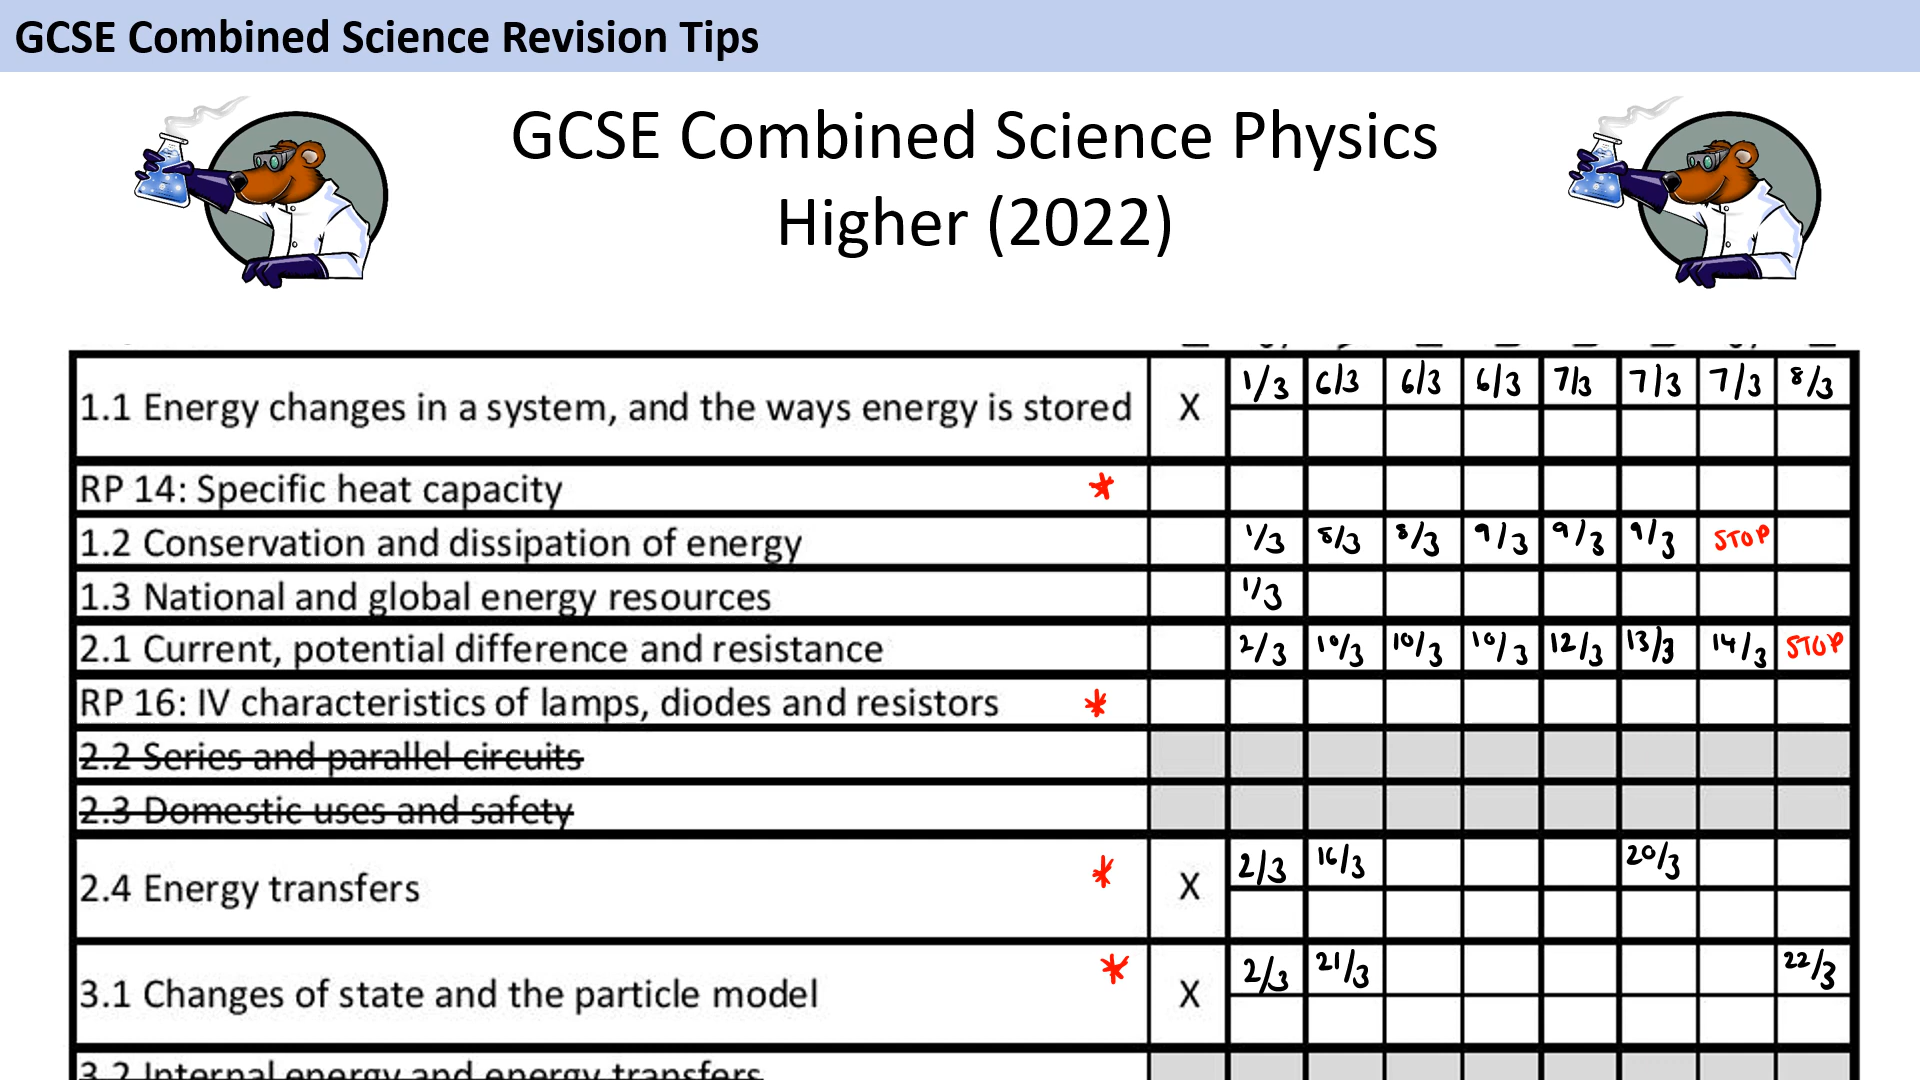 GCSE Combined Science Revision Tips
GCSE Combined Science Physics
Higher (2022)
1.1 Energy changes in a system, and the ways energy is stored X 1/3 6/3 6/3 6/3 7/3 7/3 7/3 8/3
RP 14: Specific heat capacity *
1.2 Conservation and dissipation of energy 1/3 8/3 8/3 9/3 9/3 9/3 STOP
1.3 National and global energy resources 1/3
2.1 Current, potential difference and resistance 2/3 10/3 10/3 10/3 12/3 13/3 14/3 STOP
RP 16: IV characteristics of lamps, diodes and resistors *
2.2 Series and parallel circuits
2.3 Domestic uses and safety
2.4 Energy transfers * X 2/3 16/3 20/3
3.1 Changes of state and the particle model * X 2/3 21/3 22/3
3.2 Internal energy and energy transfers